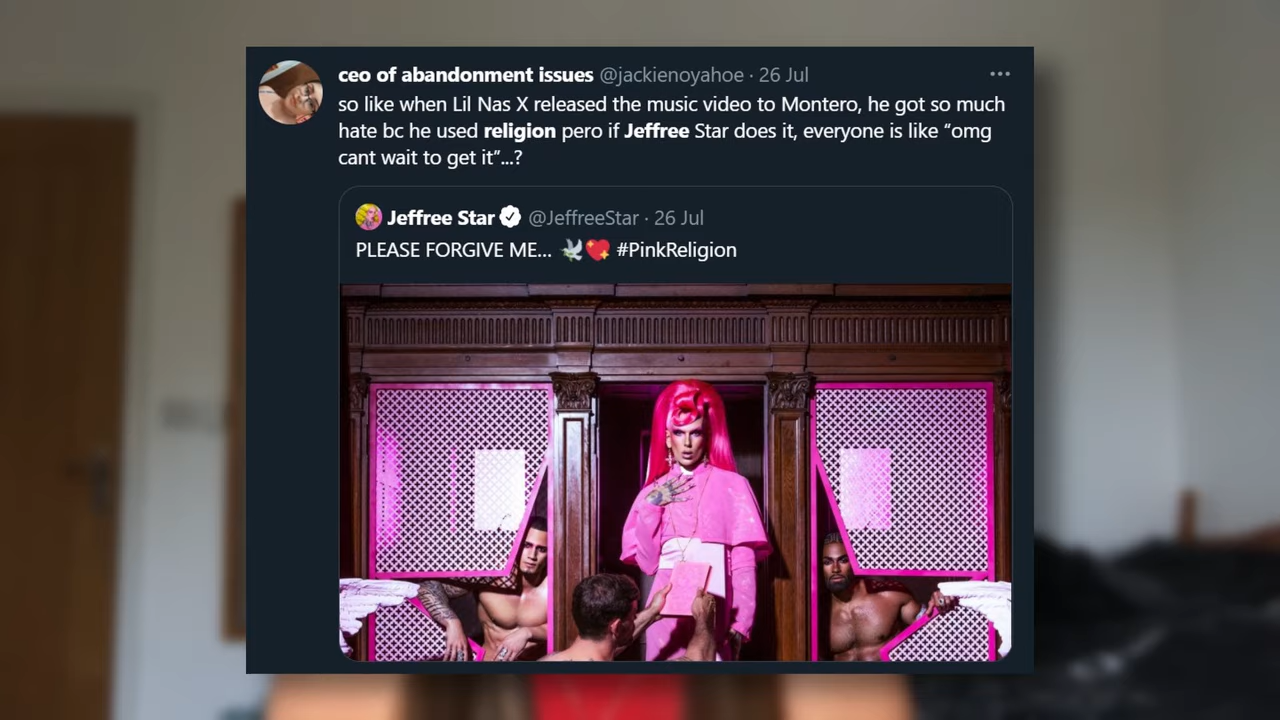 ceo of abandonment issues @jackienoyahoe · 26 Jul
so like when Lil Nas X released the music video to Montero, he got so much
hate bc he used religion pero if Jeffree Star does it, everyone is like “omg
cant wait to get it”...?
Jeffree Star @JeffreeStar · 26 Jul
PLEASE FORGIVE ME... 🕊️💖 #PinkReligion